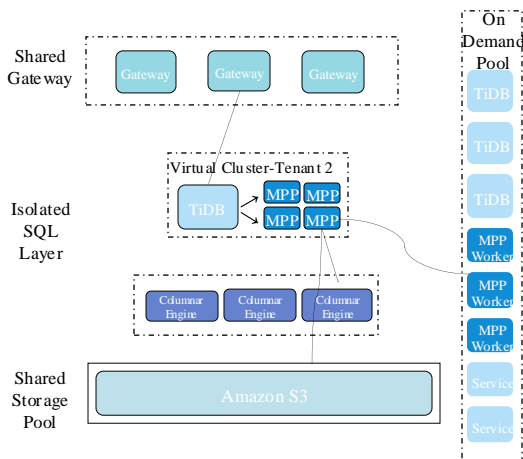 Shared
Gateway
Gateway
Gateway
Gateway
Isolated
SQL
Layer
Virtual Cluster-Tenant 2
TiDB
MPP
MPP
MPP
MPP
Columnar
Engine
Columnar
Engine
Columnar
Engine
Shared
Storage
Pool
Amazon S3
On
Demand
Pool
TiDB
TiDB
TiDB
MPP
Worker
MPP
Worker
MPP
Worker
Service
Service